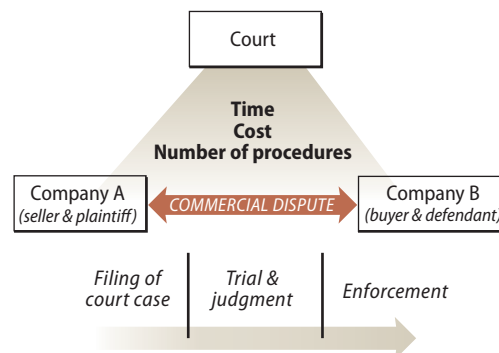 Court
Time
Cost
Number of procedures
Company A
(seller & plaintiff)
COMMERCIAL DISPUTE
Company B
(buyer & defendant)
Filing of
court case
Trial &
judgment
Enforcement